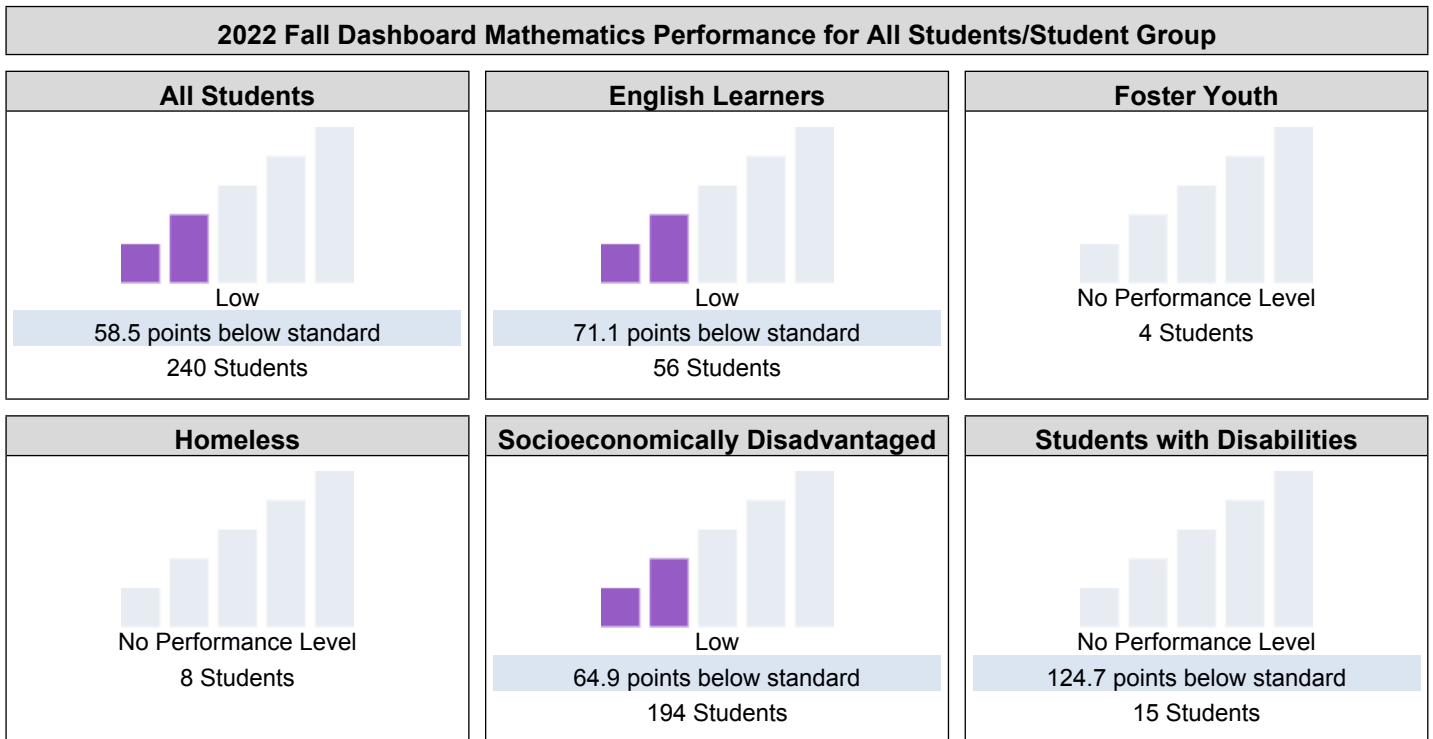 2022 Fall Dashboard Mathematics Performance for All Students/Student Group
All Students
Low
58.5 points below standard
240 Students
English Learners
Low
71.1 points below standard
56 Students
Foster Youth
No Performance Level
4 Students
Homeless
No Performance Level
8 Students
Socioeconomically Disadvantaged
Low
64.9 points below standard
194 Students
Students with Disabilities
No Performance Level
124.7 points below standard
15 Students